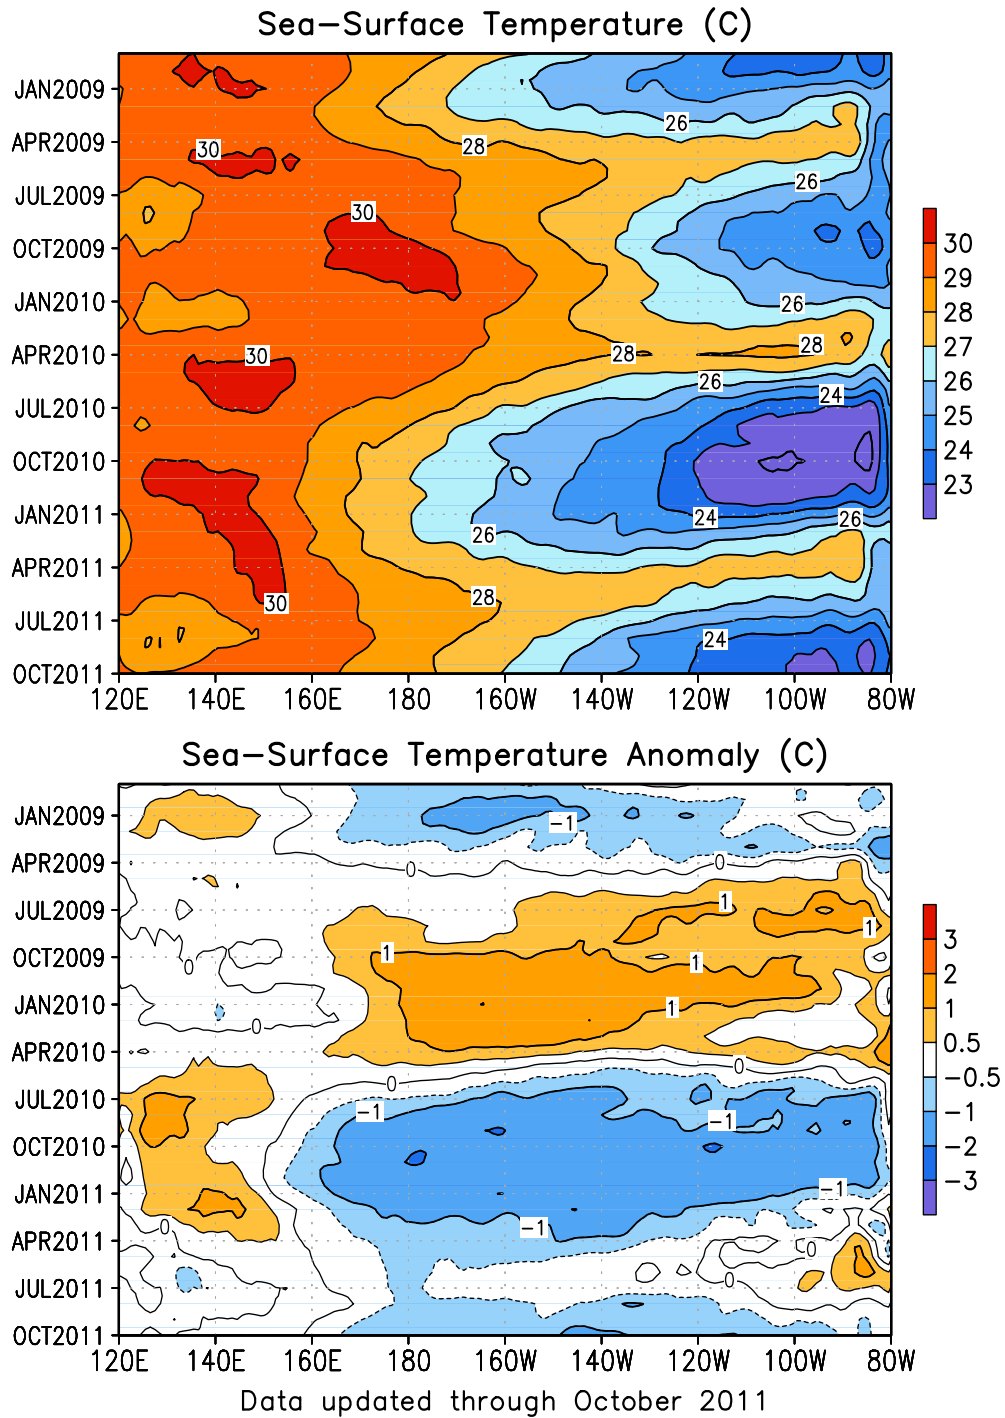 Sea-Surface Temperature (C)
JAN2009
APR2009
JUL2009
OCT2009
JAN2010
APR2010
JUL2010
OCT2010
JAN2011
APR2011
JUL2011
OCT2011
120E 140E 160E 180 160W 140W 120W 100W 80W
26
28
30
26
30
26
28
28
30
26
24
24
26
26
28
30
24
30
29
28
27
26
25
24
23
Sea-Surface Temperature Anomaly (C)
JAN2009
APR2009
JUL2009
OCT2009
JAN2010
APR2010
JUL2010
OCT2010
JAN2011
APR2011
JUL2011
OCT2011
120E 140E 160E 180 160W 140W 120W 100W 80W
-1
0
0
1
1
1
1
0
1
0
0
0
-1
-1
-1
-1
0
0
0
3
2
1
0.5
-0.5
-1
-2
-3
Data updated through October 2011